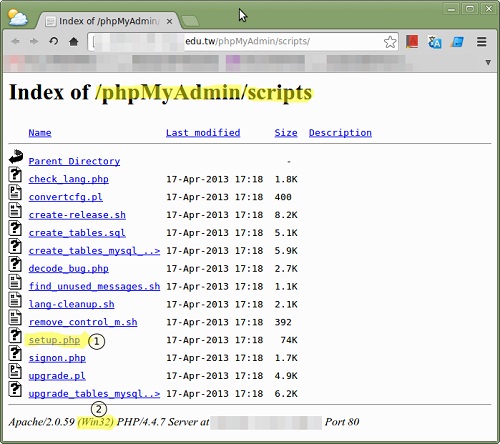 Index of /phpMyAdmin/
edu.tw/phpMyAdmin/scripts/
Index of /phpMyAdmin/scripts
Name Last modified Size Description
Parent Directory -
check_lang.php 17-Apr-2013 17:18 1.8K
convertcfg.pl 17-Apr-2013 17:18 400
create-release.sh 17-Apr-2013 17:18 8.2K
create_tables.sql 17-Apr-2013 17:18 5.1K
create_tables_mysql_..> 17-Apr-2013 17:18 5.9K
decode_bug.php 17-Apr-2013 17:18 2.7K
find_unused_messages.sh 17-Apr-2013 17:18 1.1K
lang-cleanup.sh 17-Apr-2013 17:18 2.1K
remove_control_m.sh 17-Apr-2013 17:18 392
setup.php 1 17-Apr-2013 17:18 74K
signon.php 17-Apr-2013 17:18 1.7K
upgrade.pl 17-Apr-2013 17:18 4.9K
upgrade_tables_mysql..> 17-Apr-2013 17:18 6.2K
2
Apache/2.0.59 (Win32) PHP/4.4.7 Server at Port 80